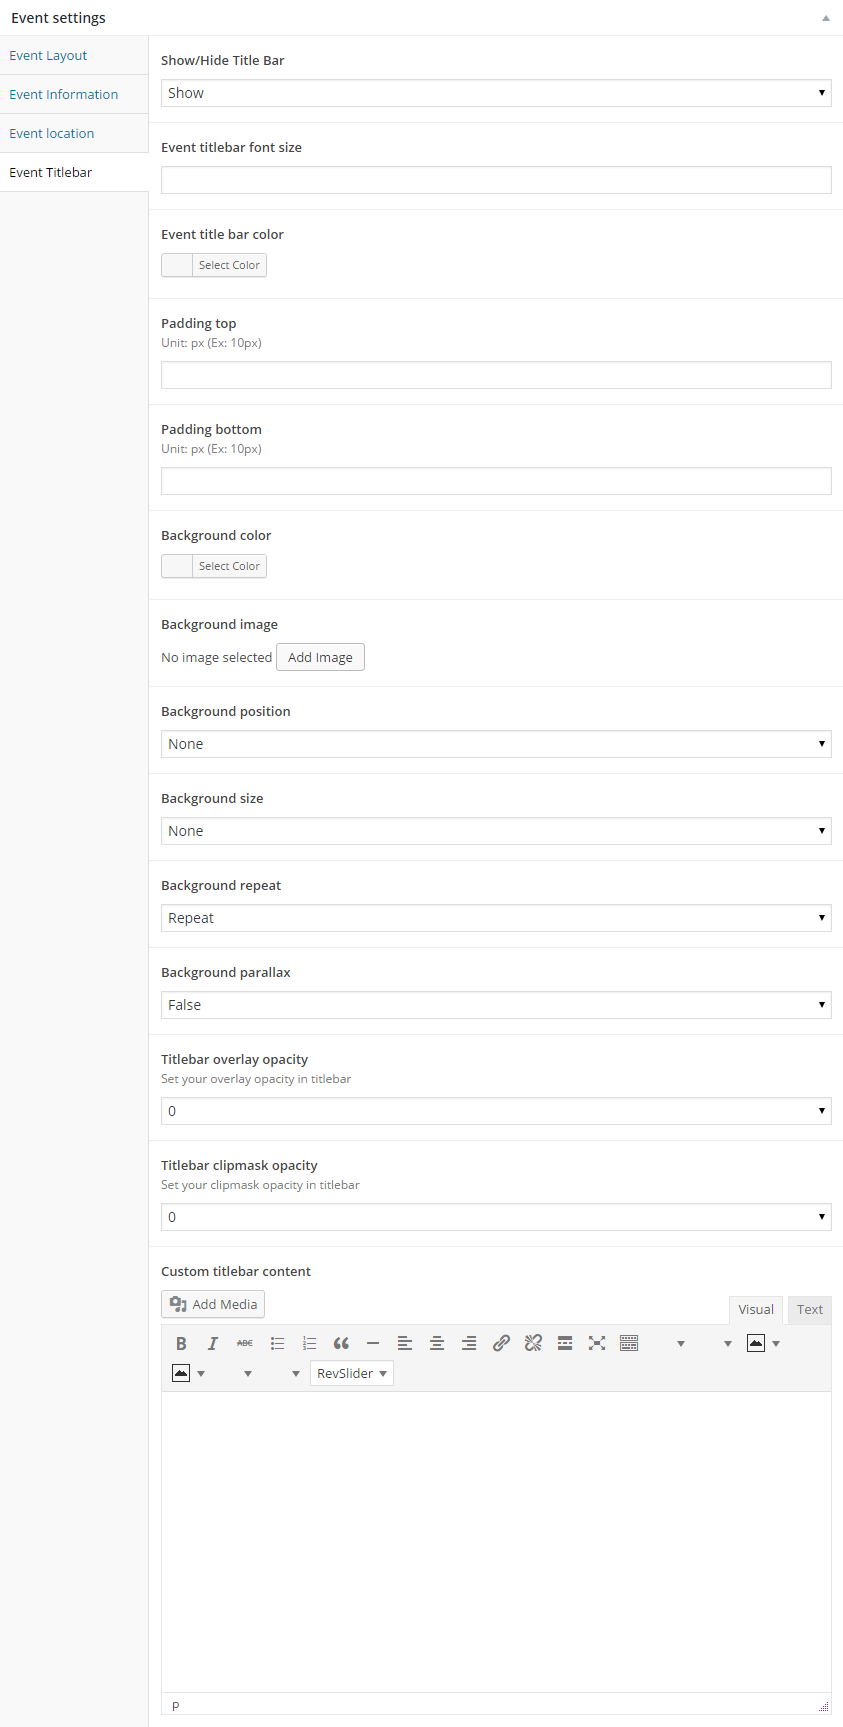 Event settings
Event Layout
Event Information
Event location
Event Titlebar
Show/Hide Title Bar
Show
Event titlebar font size
Event title bar color
Select Color
Padding top
Unit: px (Ex: 10px)
Padding bottom
Unit: px (Ex: 10px)
Background color
Select Color
Background image
No image selected Add Image
Background position
None
Background size
None
Background repeat
Repeat
Background parallax
False
Titlebar overlay opacity
Set your overlay opacity in titlebar
0
Titlebar clipmask opacity
Set your clipmask opacity in titlebar
0
Custom titlebar content
Add Media
Visual Text
B I ABC
RevSlider
p